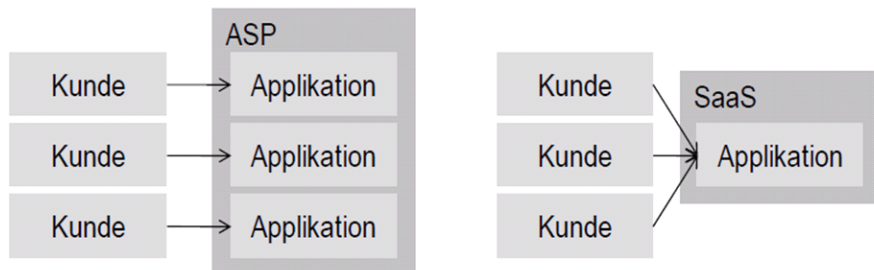 ASP
Kunde
Applikation
Kunde
Applikation
Kunde
Applikation
Kunde
SaaS
Kunde
Applikation
Kunde